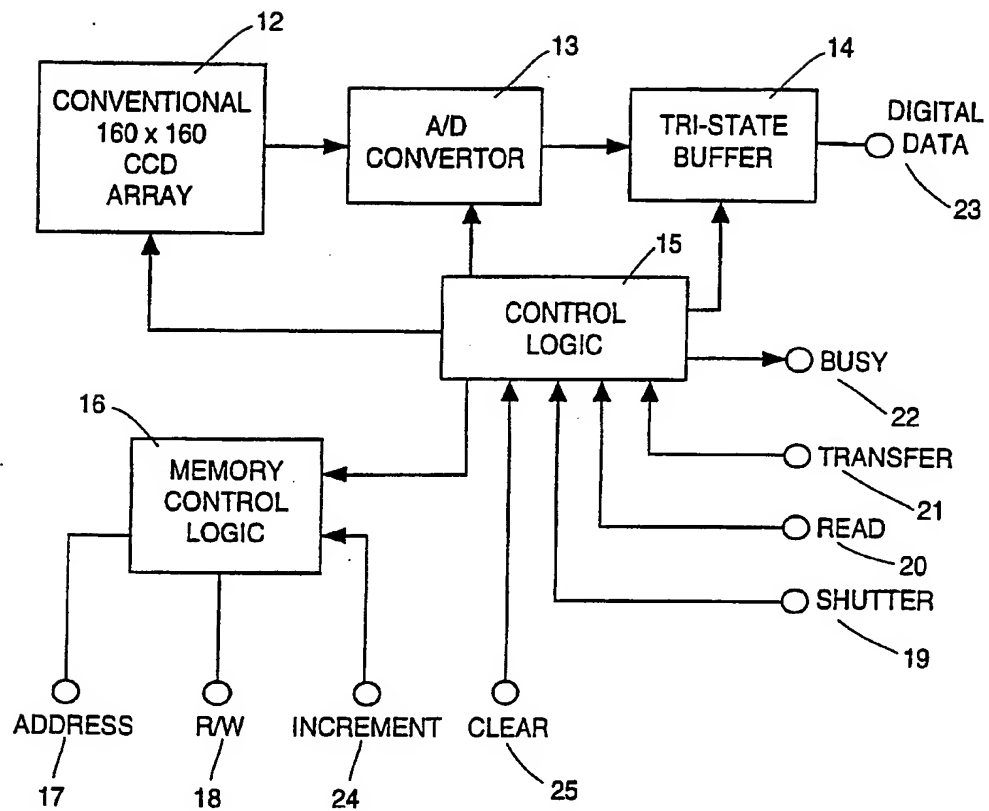 12
13
14
CONVENTIONAL
160 x 160
CCD
ARRAY
A/D
CONVERTOR
TRI-STATE
BUFFER
DIGITAL
DATA
23
15
CONTROL
LOGIC
BUSY
22
16
MEMORY
CONTROL
LOGIC
TRANSFER
21
READ
20
SHUTTER
19
ADDRESS
R/W
INCREMENT
CLEAR
17
18
24
25